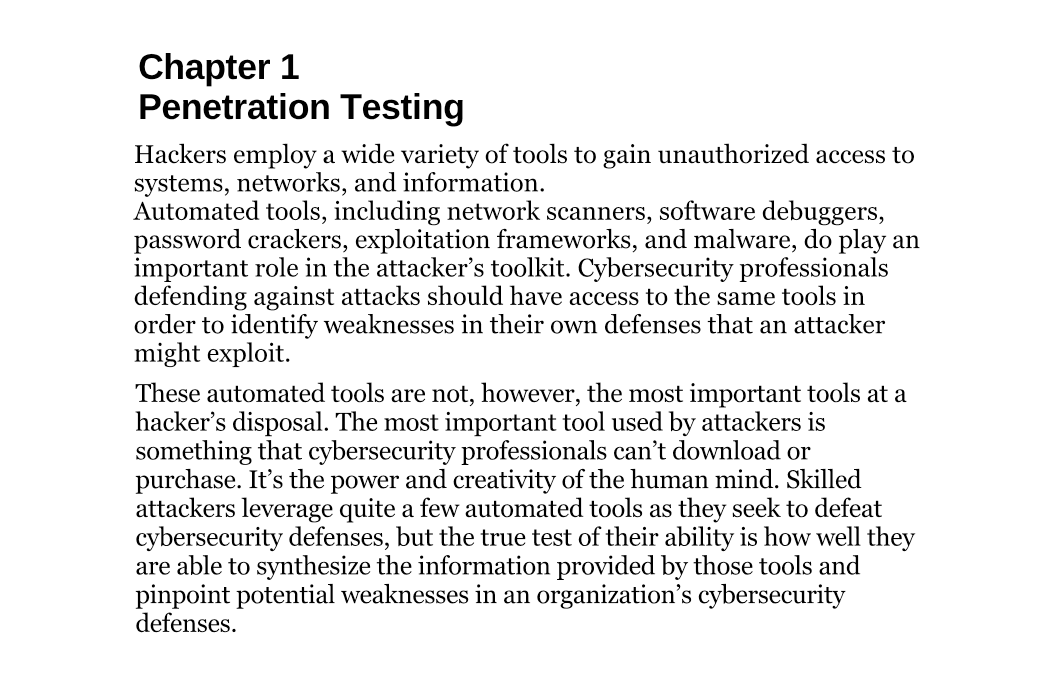 Chapter 1
Penetration Testing
Hackers employ a wide variety of tools to gain unauthorized access to
systems, networks, and information.
Automated tools, including network scanners, software debuggers,
password crackers, exploitation frameworks, and malware, do play an
important role in the attacker’s toolkit. Cybersecurity professionals
defending against attacks should have access to the same tools in
order to identify weaknesses in their own defenses that an attacker
might exploit.
These automated tools are not, however, the most important tools at a
hacker’s disposal. The most important tool used by attackers is
something that cybersecurity professionals can’t download or
purchase. It’s the power and creativity of the human mind. Skilled
attackers leverage quite a few automated tools as they seek to defeat
cybersecurity defenses, but the true test of their ability is how well they
are able to synthesize the information provided by those tools and
pinpoint potential weaknesses in an organization’s cybersecurity
defenses.